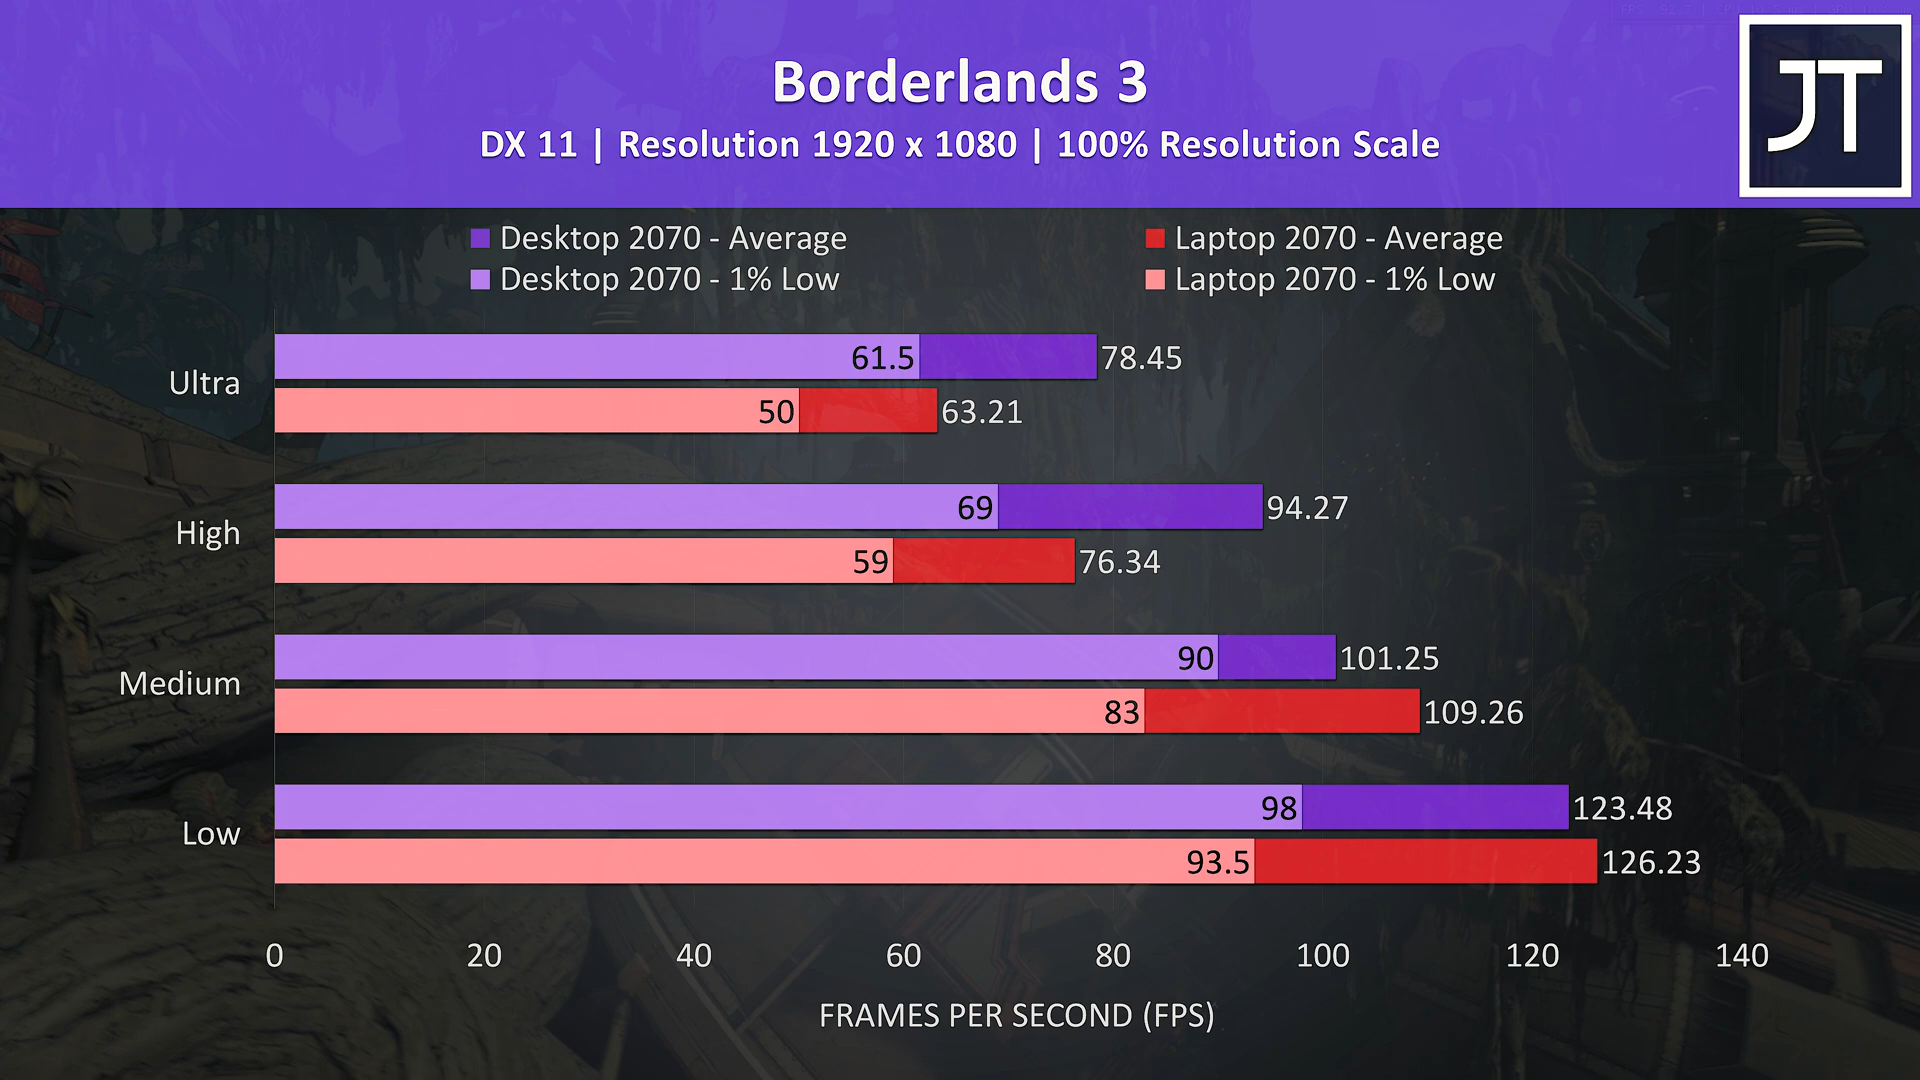 Borderlands 3
DX 11 | Resolution 1920 x 1080 | 100% Resolution Scale
JT
Desktop 2070 - Average
Laptop 2070 - Average
Desktop 2070 - 1% Low
Laptop 2070 - 1% Low
Ultra
61.5
78.45
50
63.21
High
69
94.27
59
76.34
Medium
90
101.25
83
109.26
Low
98
123.48
93.5
126.23
0 20 40 60 80 100 120 140
FRAMES PER SECOND (FPS)